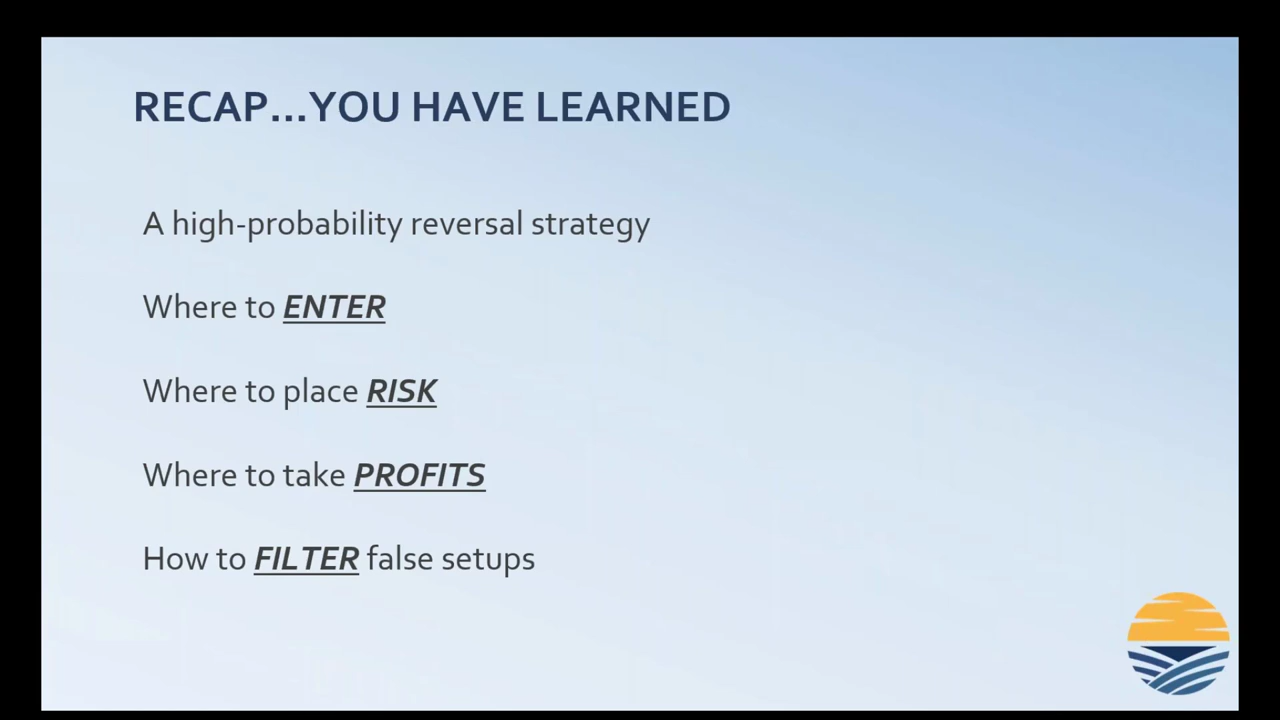 RECAP...YOU HAVE LEARNED
A high-probability reversal strategy
Where to ENTER
Where to place RISK
Where to take PROFITS
How to FILTER false setups